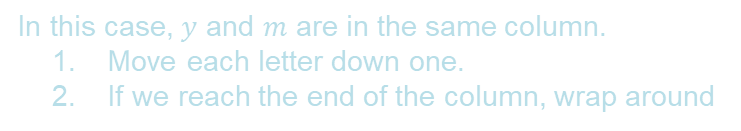 In this case, y and m are in the same column.
1. Move each letter down one.
2. If we reach the end of the column, wrap around